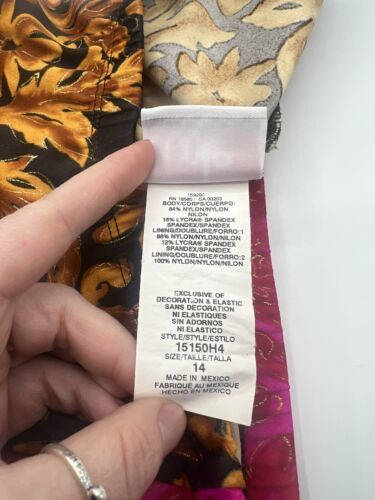 159290
RN 16580 / CA 00203
BODY/CORPS/CUERPO:
84% NYLON/NYLON
NILON
16% LYCRA® SPANDEX
SPANDEX/SPANDEX
LINING/DOUBLURE/FORRO:1
88% NYLON/NYLON/NILON
12% LYCRA® SPANDEX
SPANDEX/SPANDEX
LINING/DOUBLURE/FORRO:2
100% NYLON/NYLON/NILON
EXCLUSIVE OF
DECORATION & ELASTIC
SANS DECORATION
NI ELASTIQUES
SIN ADORNOS
NI ELASTICO
STYLE/STYLE/ESTILO
15150H4
SIZE/TAILLE/TALLA
14
MADE IN MEXICO
FABRIQUÉ AU MEXIQUE
HECHO EN MEXICO